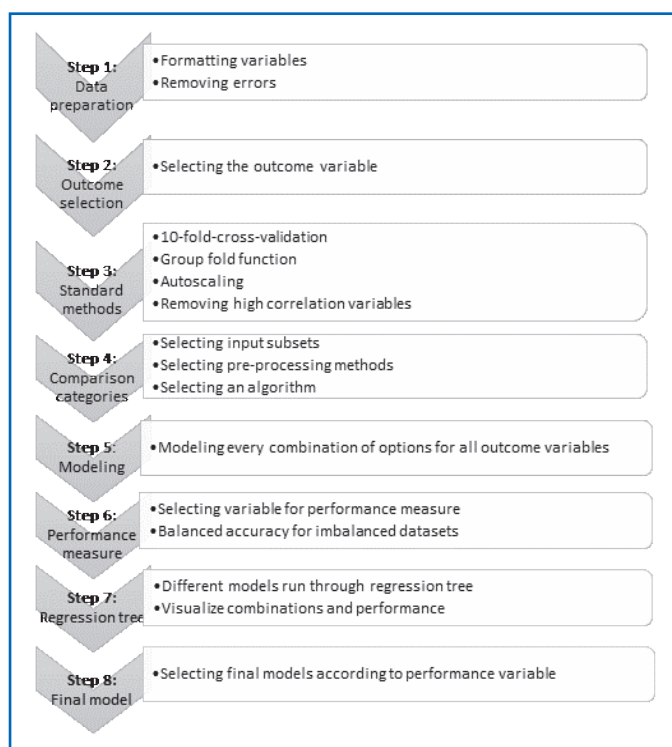 Step 1:
Data
preparation
•Formatting variables
•Removing errors
Step 2:
Outcome
selection
•Selecting the outcome variable
Step 3:
Standard
methods
•10-fold-cross-validation
•Group fold function
•Autoscaling
•Removing high correlation variables
Step 4:
Comparison
categories
•Selecting input subsets
•Selecting pre-processing methods
•Selecting an algorithm
Step 5:
Modeling
•Modeling every combination of options for all outcome variables
Step 6:
Performance
measure
•Selecting variable for performance measure
•Balanced accuracy for imbalanced datasets
Step 7:
Regression tree
•Different models run through regression tree
•Visualize combinations and performance
Step 8:
Final model
•Selecting final models according to performance variable